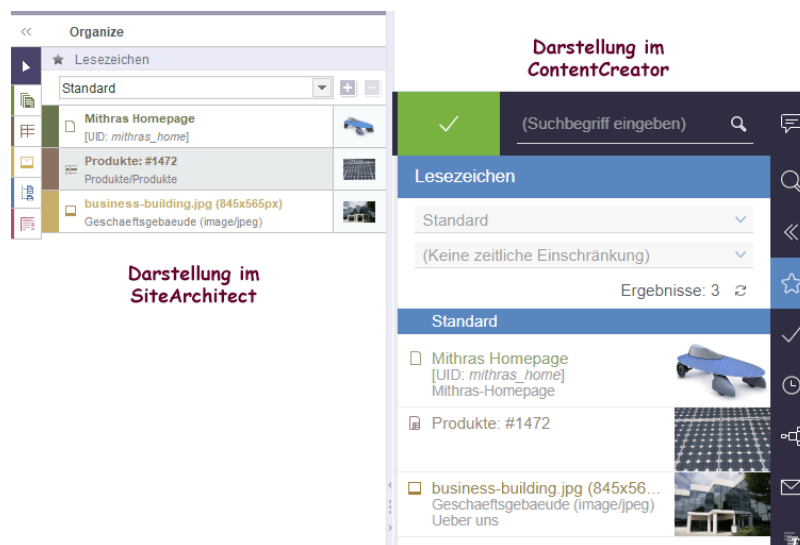 Organize
Lesezeichen
Standard
Mithras Homepage
[UID: mithras_home]
Produkte: #1472
Produkte/Produkte
business-building.jpg (845x565px)
Geschaeftsgebaeude (image/jpeg)
Darstellung im
SiteArchitect
Darstellung im
ContentCreator
(Suchbegriff eingeben)
Lesezeichen
Standard
(Keine zeitliche Einschränkung)
Ergebnisse: 3
Standard
Mithras Homepage
[UID: mithras_home]
Mithras-Homepage
Produkte: #1472
business-building.jpg (845x56...
Geschaeftsgebaeude (image/jpeg)
Ueber uns